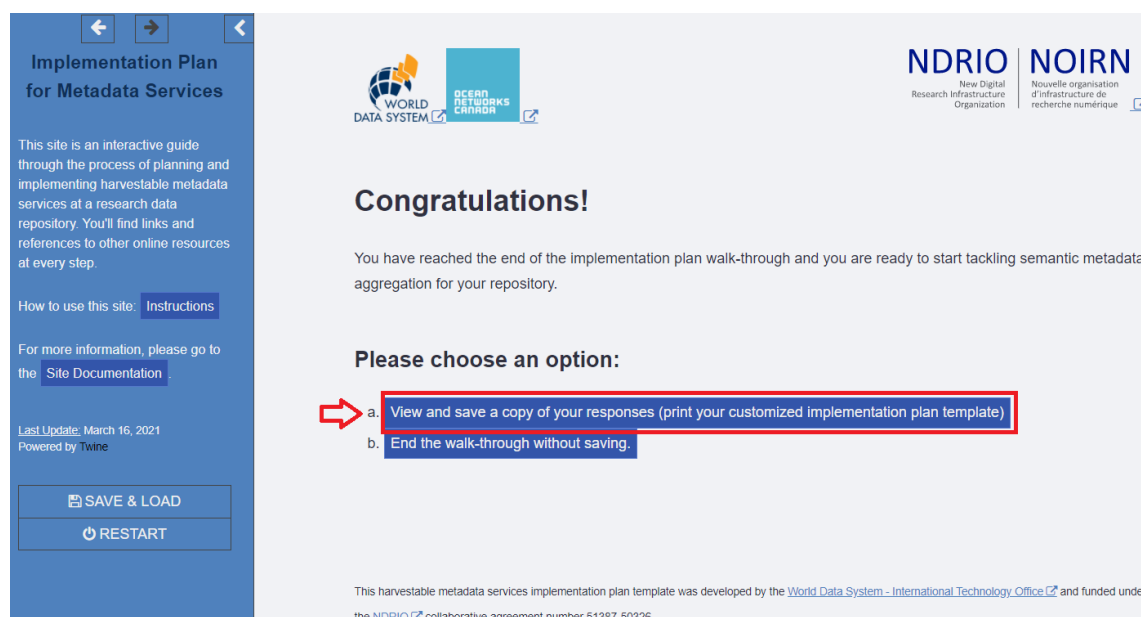 Implementation Plan
for Metadata Services
This site is an interactive guide
through the process of planning and
implementing harvestable metadata
services at a research data
repository. You'll find links and
references to other online resources
at every step.
How to use this site: Instructions
For more information, please go to
the Site Documentation .
Last Update: March 16, 2021
Powered by Twine
SAVE & LOAD
RESTART
WORLD
DATA SYSTEM
OCEAN
NETWORKS
CANADA
NDRIO
New Digital
Research Infrastructure
Organization
NOIRN
Nouvelle organisation
d'infrastructure de
recherche numérique
Congratulations!
You have reached the end of the implementation plan walk-through and you are ready to start tackling semantic metadata
aggregation for your repository.
Please choose an option:
a. View and save a copy of your responses (print your customized implementation plan template)
b. End the walk-through without saving.
This harvestable metadata services implementation plan template was developed by the World Data System - International Technology Office and funded unde
the NDRIO collaborative agreement number 51387-50326